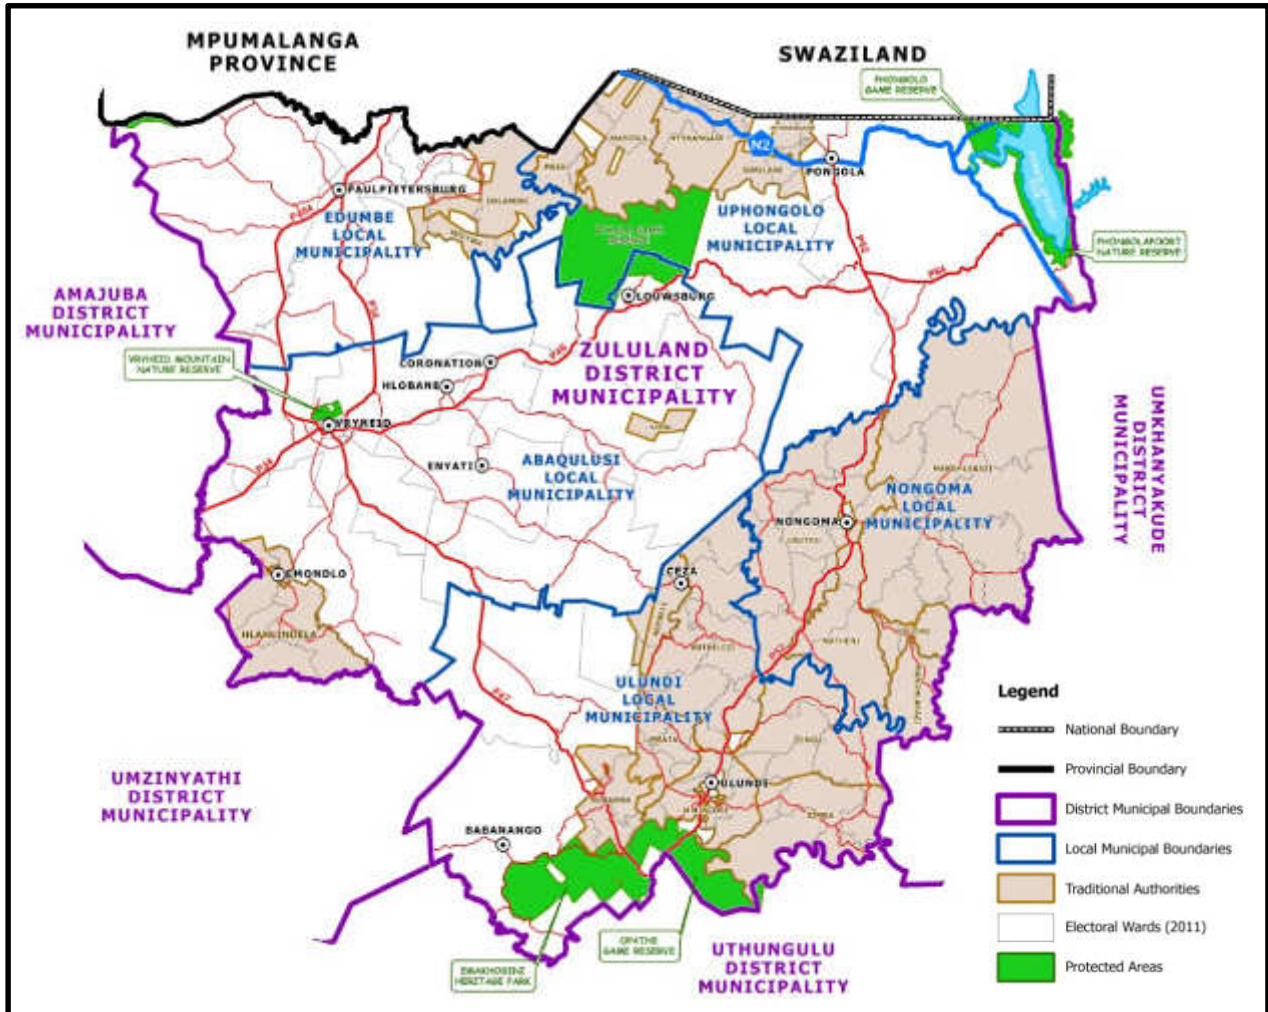 MPUMALANGA
PROVINCE
SWAZILAND
PHONGOLO
GAME RESERVE
N2
PONGOLA
PAULPIETERSBURG
EDUMBE
LOCAL
MUNICIPALITY
UPHONGOLO
LOCAL
MUNICIPALITY
PHONGOLAPOORT
NATURE RESERVE
AMAJUBA
DISTRICT
MUNICIPALITY
LOUWSBURG
VRYHEID MOUNTAIN
NATURE RESERVE
CORONATION
HLOBANE
ZULULAND
DISTRICT
MUNICIPALITY
VRYHEID
ENYATI
ABAQULUSI
LOCAL
MUNICIPALITY
UMKHANYAKUDE
DISTRICT
MUNICIPALITY
NONGOMA
LOCAL
MUNICIPALITY
NONGOMA
EMONDLO
CEZA
HLAHLINDELA
ULUNDI
LOCAL
MUNICIPALITY
P47
ULUNDI
UMZINYATHI
DISTRICT
MUNICIPALITY
BABANANGO
OPATHE
GAME RESERVE
EMAKHOSINI
HERITAGE PARK
UTHUNGULU
DISTRICT
MUNICIPALITY
Legend
National Boundary
Provincial Boundary
District Municipal Boundaries
Local Municipal Boundaries
Traditional Authorities
Electoral Wards (2011)
Protected Areas